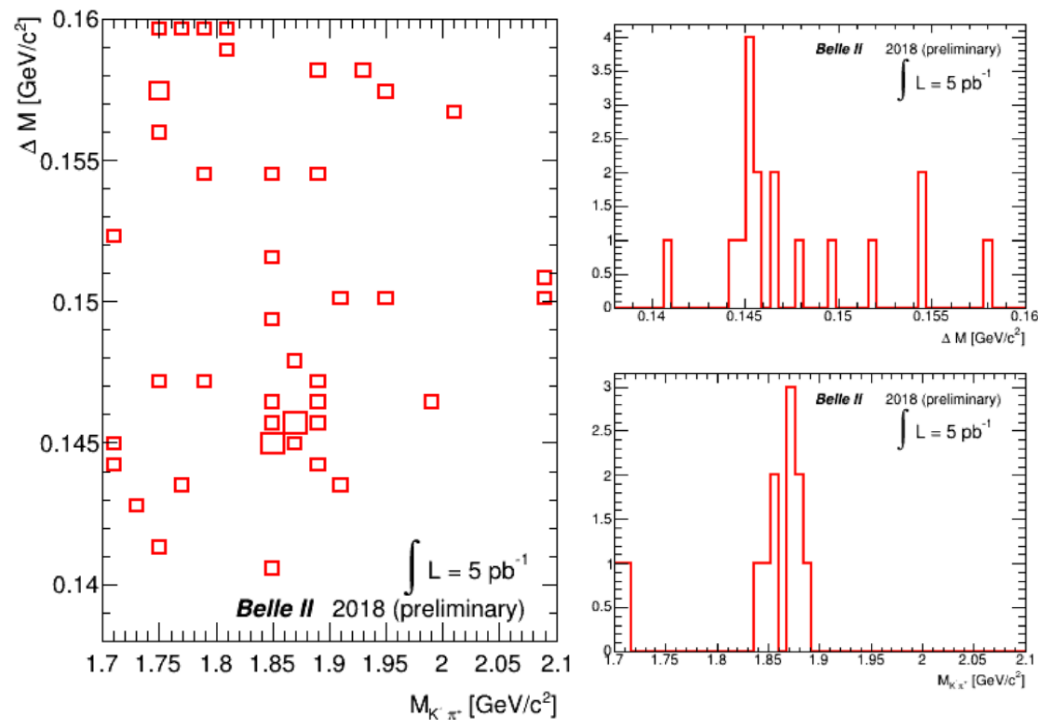 Δ M [GeV/c²]
0.16
0.155
0.15
0.145
0.14
∫ L = 5 pb⁻¹
Belle II 2018 (preliminary)
1.7 1.75 1.8 1.85 1.9 1.95 2 2.05 2.1
M_K⁻ π⁺ [GeV/c²]
4
3.5
3
2.5
2
1.5
1
0.5
0
Belle II 2018 (preliminary)
∫ L = 5 pb⁻¹
0.14 0.145 0.15 0.155 0.16
Δ M [GeV/c²]
3
2.5
2
1.5
1
0.5
0
Belle II 2018 (preliminary)
∫ L = 5 pb⁻¹
1.7 1.75 1.8 1.85 1.9 1.95 2 2.05 2.1
M_K⁻ π⁺ [GeV/c²]